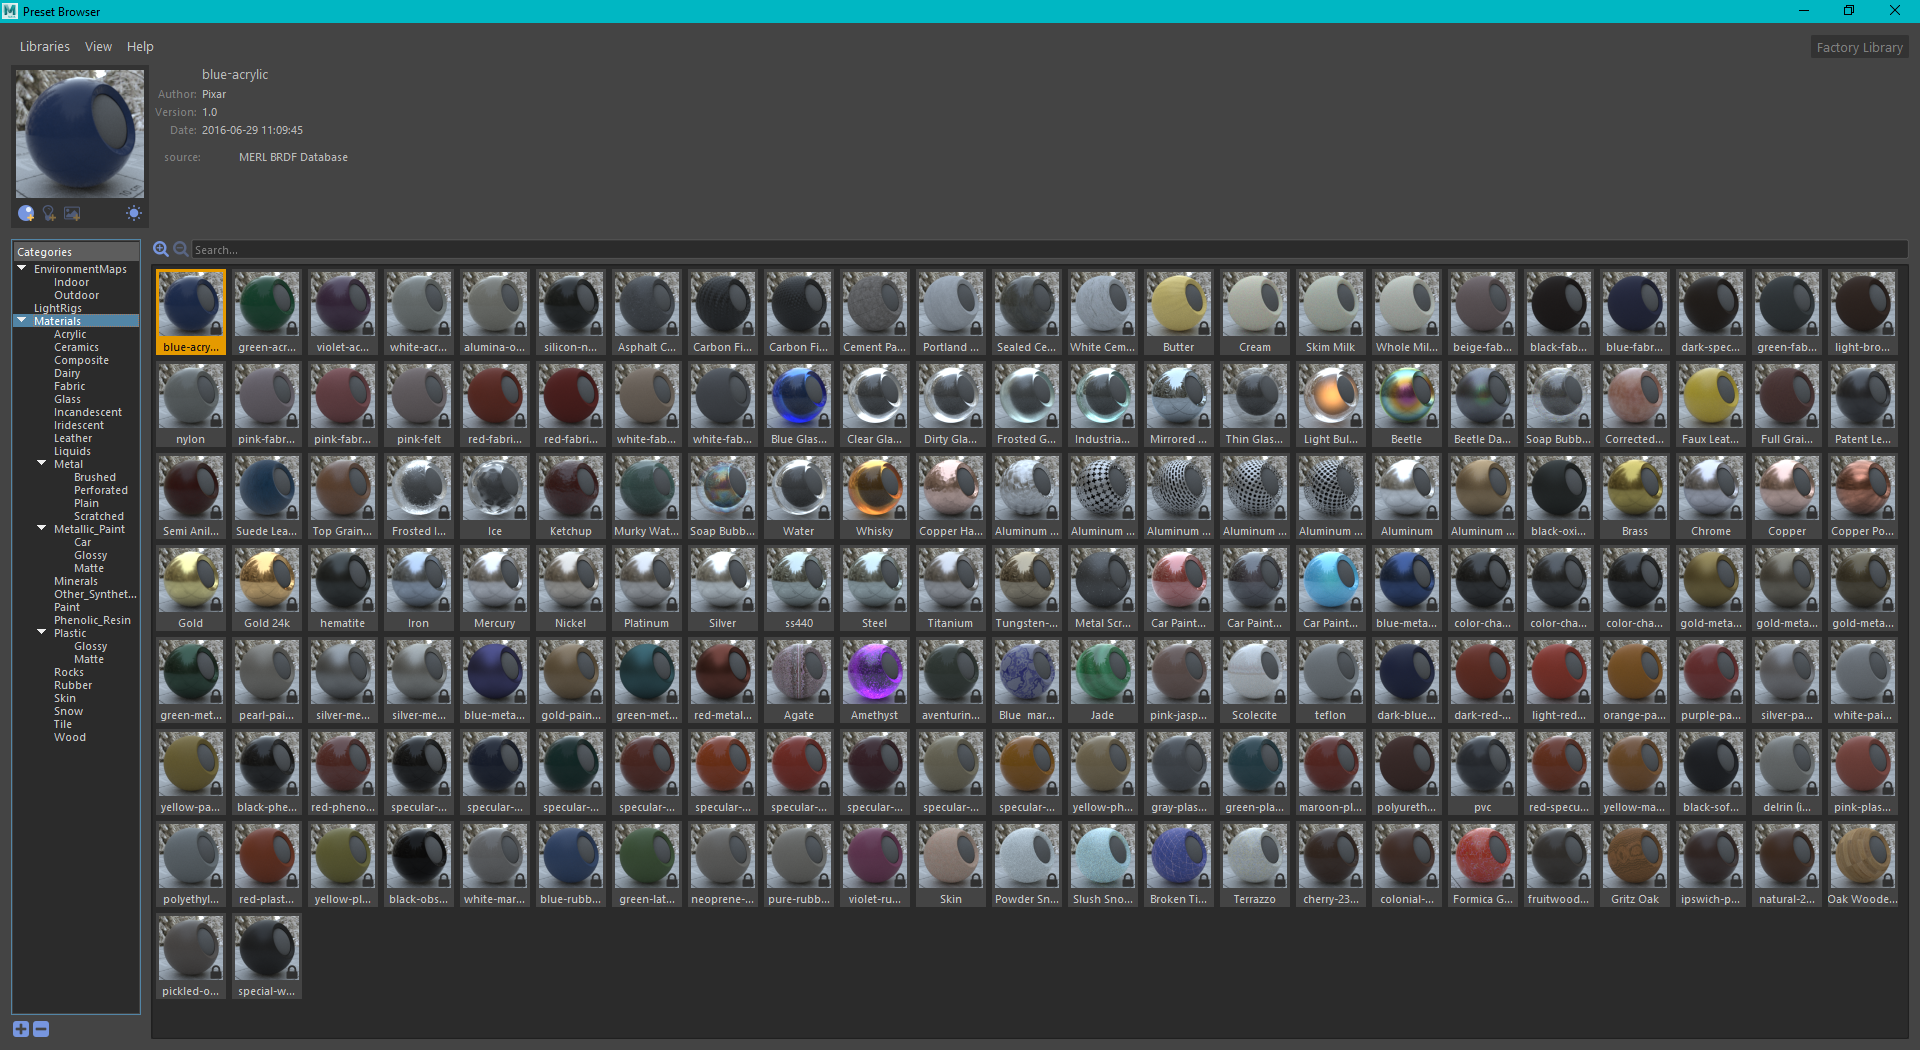 Preset Browser
Libraries View Help
Factory Library
blue-acrylic
Author: Pixar
Version: 1.0
Date: 2016-06-29 11:09:45
source: MERL BRDF Database
Search...
Categories
EnvironmentMaps
Indoor
Outdoor
LightRigs
Materials
Acrylic
Ceramics
Composite
Dairy
Fabric
Glass
Incandescent
Iridescent
Leather
Liquids
Metal
Brushed
Perforated
Plain
Scratched
Metallic_Paint
Car
Glossy
Matte
Minerals
Other_Synthet...
Paint
Phenolic_Resin
Plastic
Glossy
Matte
Rocks
Rubber
Skin
Snow
Tile
Wood
blue-acry... green-acr... violet-ac... white-acr... alumina-o... silicon-n... Asphalt C... Carbon Fi... Carbon Fi... Cement Pa... Portland ... Sealed Ce... White Cem... Butter Cream Skim Milk Whole Mil... beige-fab... black-fab... blue-fabr... dark-spec... green-fab... light-bro...
nylon pink-fabr... pink-fabr... pink-felt red-fabri... red-fabri... white-fab... white-fab... Blue Glas... Clear Gla... Dirty Gla... Frosted G... Industria... Mirrored ... Thin Glas... Light Bul... Beetle Beetle Da... Soap Bubb... Corrected... Faux Leat... Full Grai... Patent Le...
Semi Anil... Suede Lea... Top Grain... Frosted I... Ice Ketchup Murky Wat... Soap Bubb... Water Whisky Copper Ha... Aluminum ... Aluminum ... Aluminum ... Aluminum ... Aluminum ... Aluminum Aluminum ... black-oxi... Brass Chrome Copper Copper Po...
Gold Gold 24k hematite Iron Mercury Nickel Platinum Silver ss440 Steel Titanium Tungsten-... Metal Scr... Car Paint... Car Paint... Car Paint... blue-meta... color-cha... color-cha... color-cha... gold-meta... gold-meta... gold-meta...
green-met... pearl-pai... silver-me... silver-me... blue-meta... gold-pain... green-met... red-metal... Agate Amethyst aventurin... Blue_mar... Jade pink-jasp... Scolecite teflon dark-blue... dark-red-... light-red... orange-pa... purple-pa... silver-pa... white-pai...
yellow-pa... black-phe... red-pheno... specular-... specular-... specular-... specular-... specular-... specular-... specular-... specular-... specular-... yellow-ph... gray-plas... green-pla... maroon-pl... polyureth... pvc red-specu... yellow-ma... black-sof... delrin (i... pink-plas...
polyethyl... red-plast... yellow-pl... black-obs... white-mar... blue-rubb... green-lat... neoprene-... pure-rubb... violet-ru... Skin Powder Sn... Slush Sno... Broken Ti... Terrazzo cherry-23... colonial-... Formica G... fruitwood... Gritz Oak ipswich-p... natural-2... Oak Woode...
pickled-o... special-w...